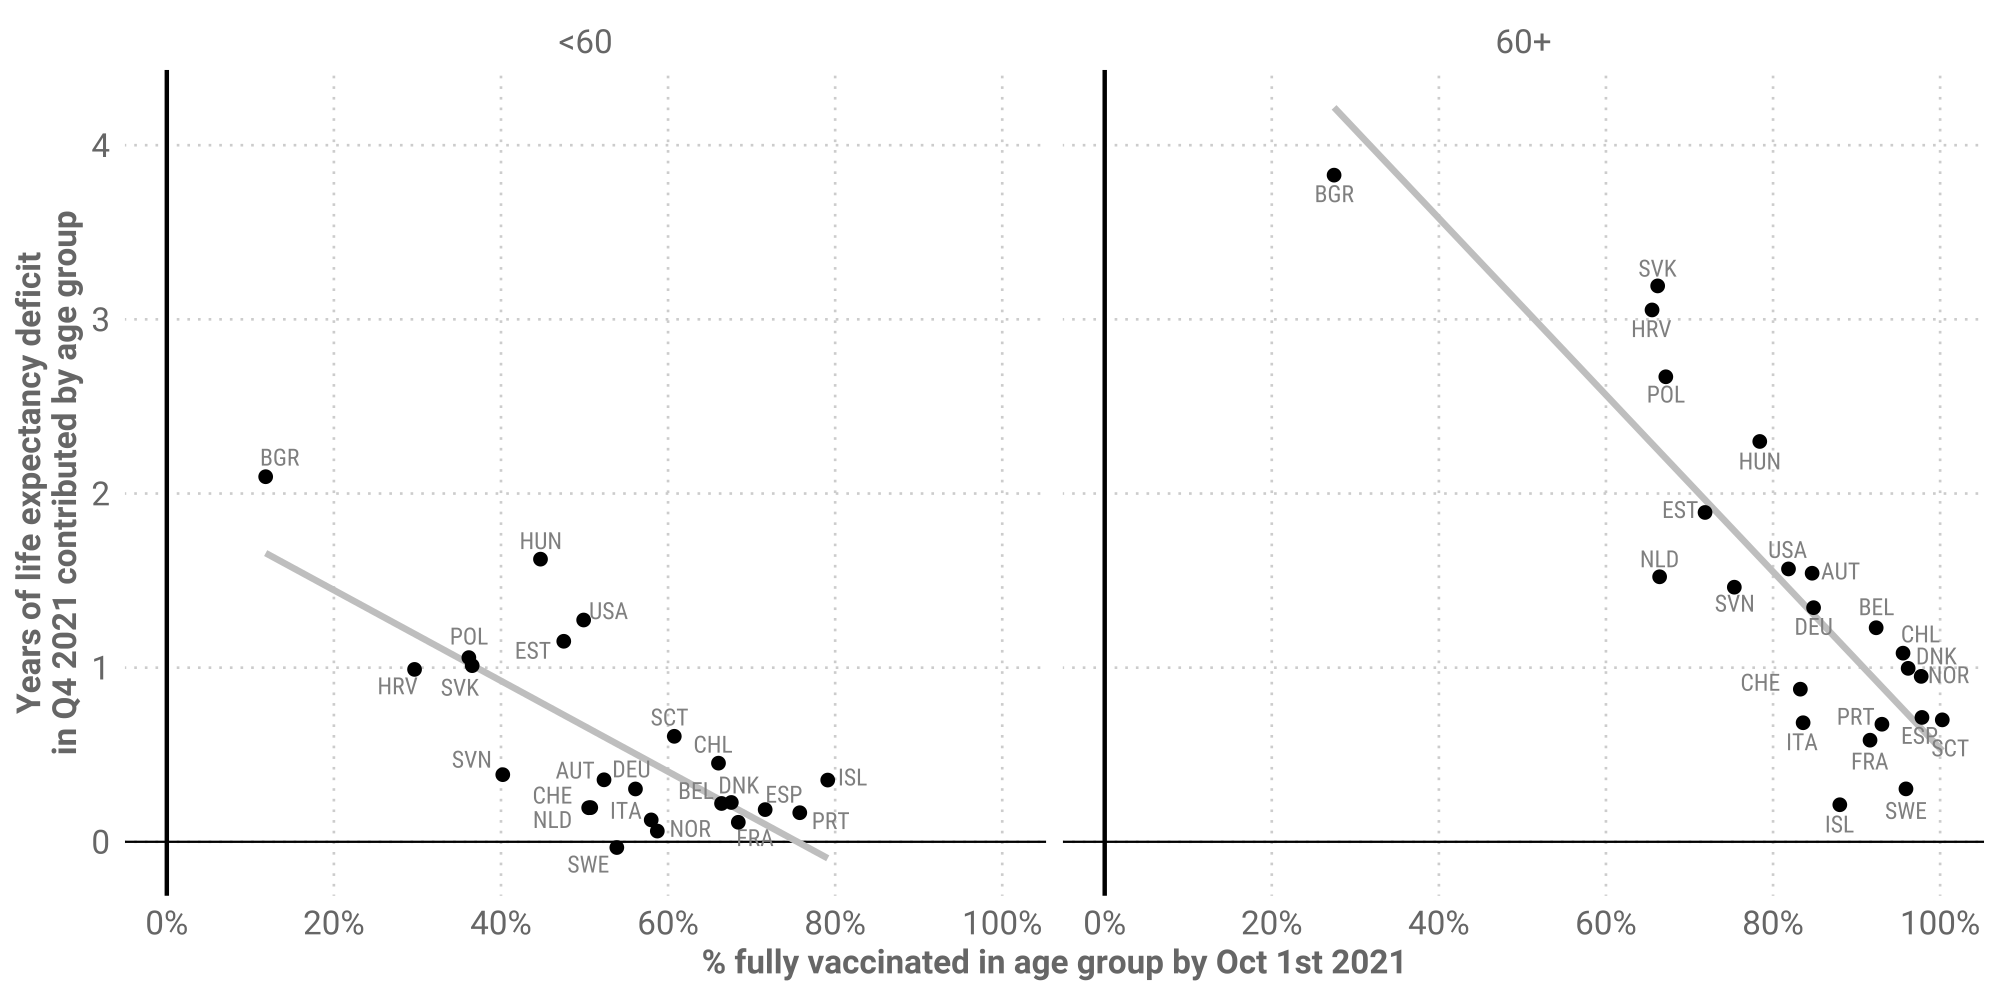 <60
60+
Years of life expectancy deficit
in Q4 2021 contributed by age group
4
3
2
1
0
BGR
HUN
USA
EST
POL
HRV
SVK
SCT
CHL
SVN
AUT
DEU
ISL
BEL
DNK
CHE
ESP
NLD
ITA
PRT
NOR
FRA
SWE
BGR
SVK
HRV
POL
HUN
EST
NLD
USA
AUT
SVN
BEL
DEU
CHL
DNK
NOR
CHE
PRT
ESP
ITA
SCT
FRA
SWE
ISL
0%
20%
40%
60%
80%
100%
0%
20%
40%
60%
80%
100%
% fully vaccinated in age group by Oct 1st 2021